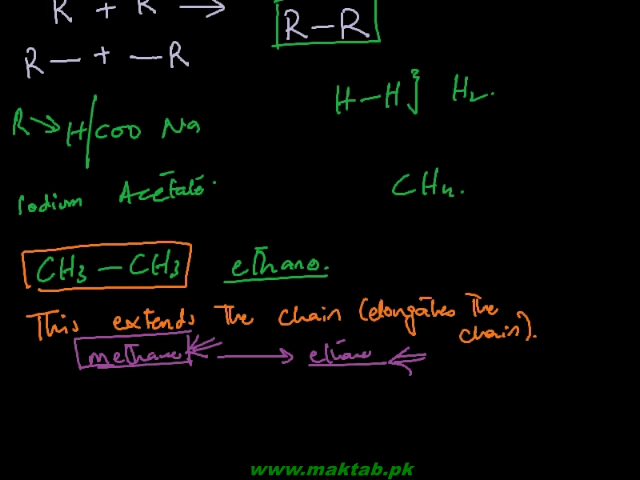 R + R →
R — R
R — + — R
H — H H₂.
R → H/COO Na
Sodium Acetate.
CH4.
CH3 — CH3 ethane.
This extends The chain (elongates The chain).
methane → ethane
www.maktab.pk